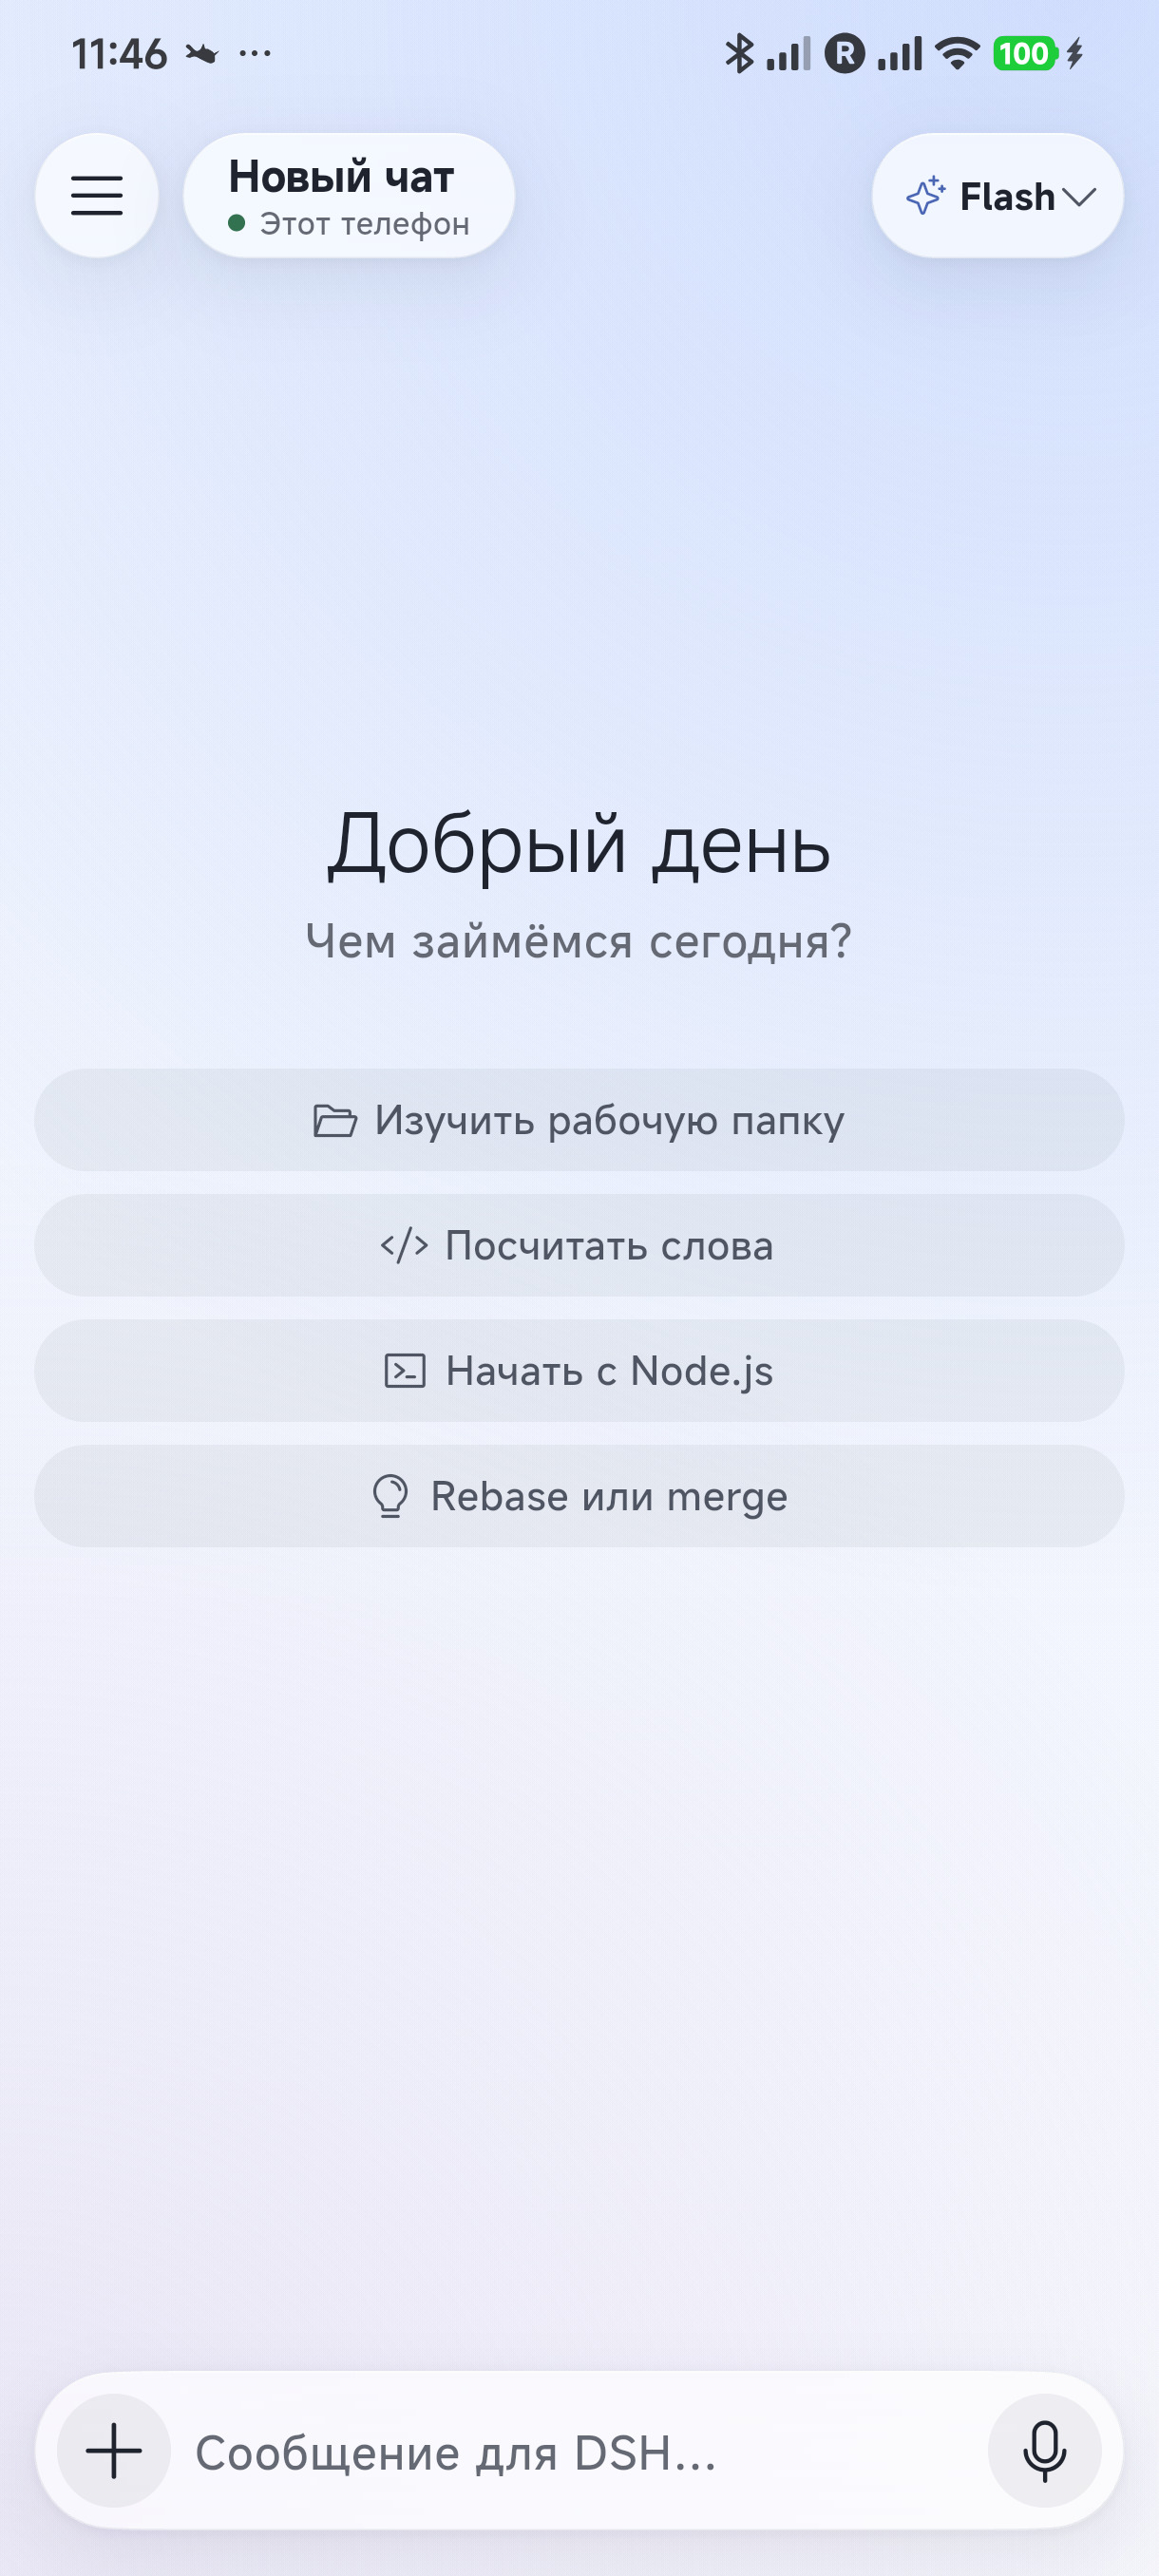 11:46
R
100
Новый чат
Этот телефон
Flash
Добрый день
Чем займёмся сегодня?
Изучить рабочую папку
</> Посчитать слова
Начать с Node.js
Rebase или merge
Сообщение для DSH...